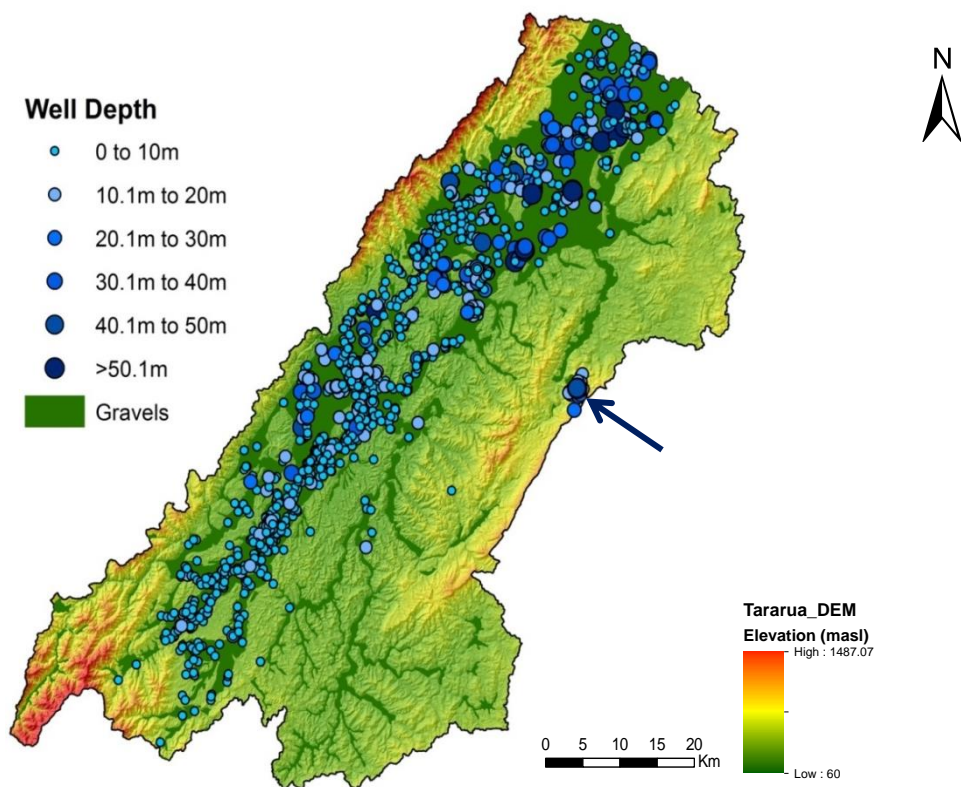 N
Well Depth
0 to 10m
10.1m to 20m
20.1m to 30m
30.1m to 40m
40.1m to 50m
>50.1m
Gravels
Tararua_DEM
Elevation (masl)
High : 1487.07
Low : 60
0 5 10 15 20
Km